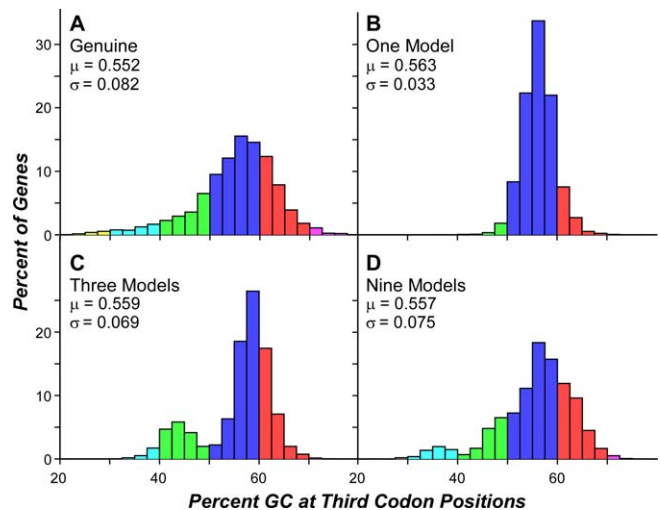 A
Genuine
μ = 0.552
σ = 0.082
B
One Model
μ = 0.563
σ = 0.033
30
20
10
0
Percent of Genes
C
Three Models
μ = 0.559
σ = 0.069
D
Nine Models
μ = 0.557
σ = 0.075
20
10
0
20
40
60
20
40
60
Percent GC at Third Codon Positions